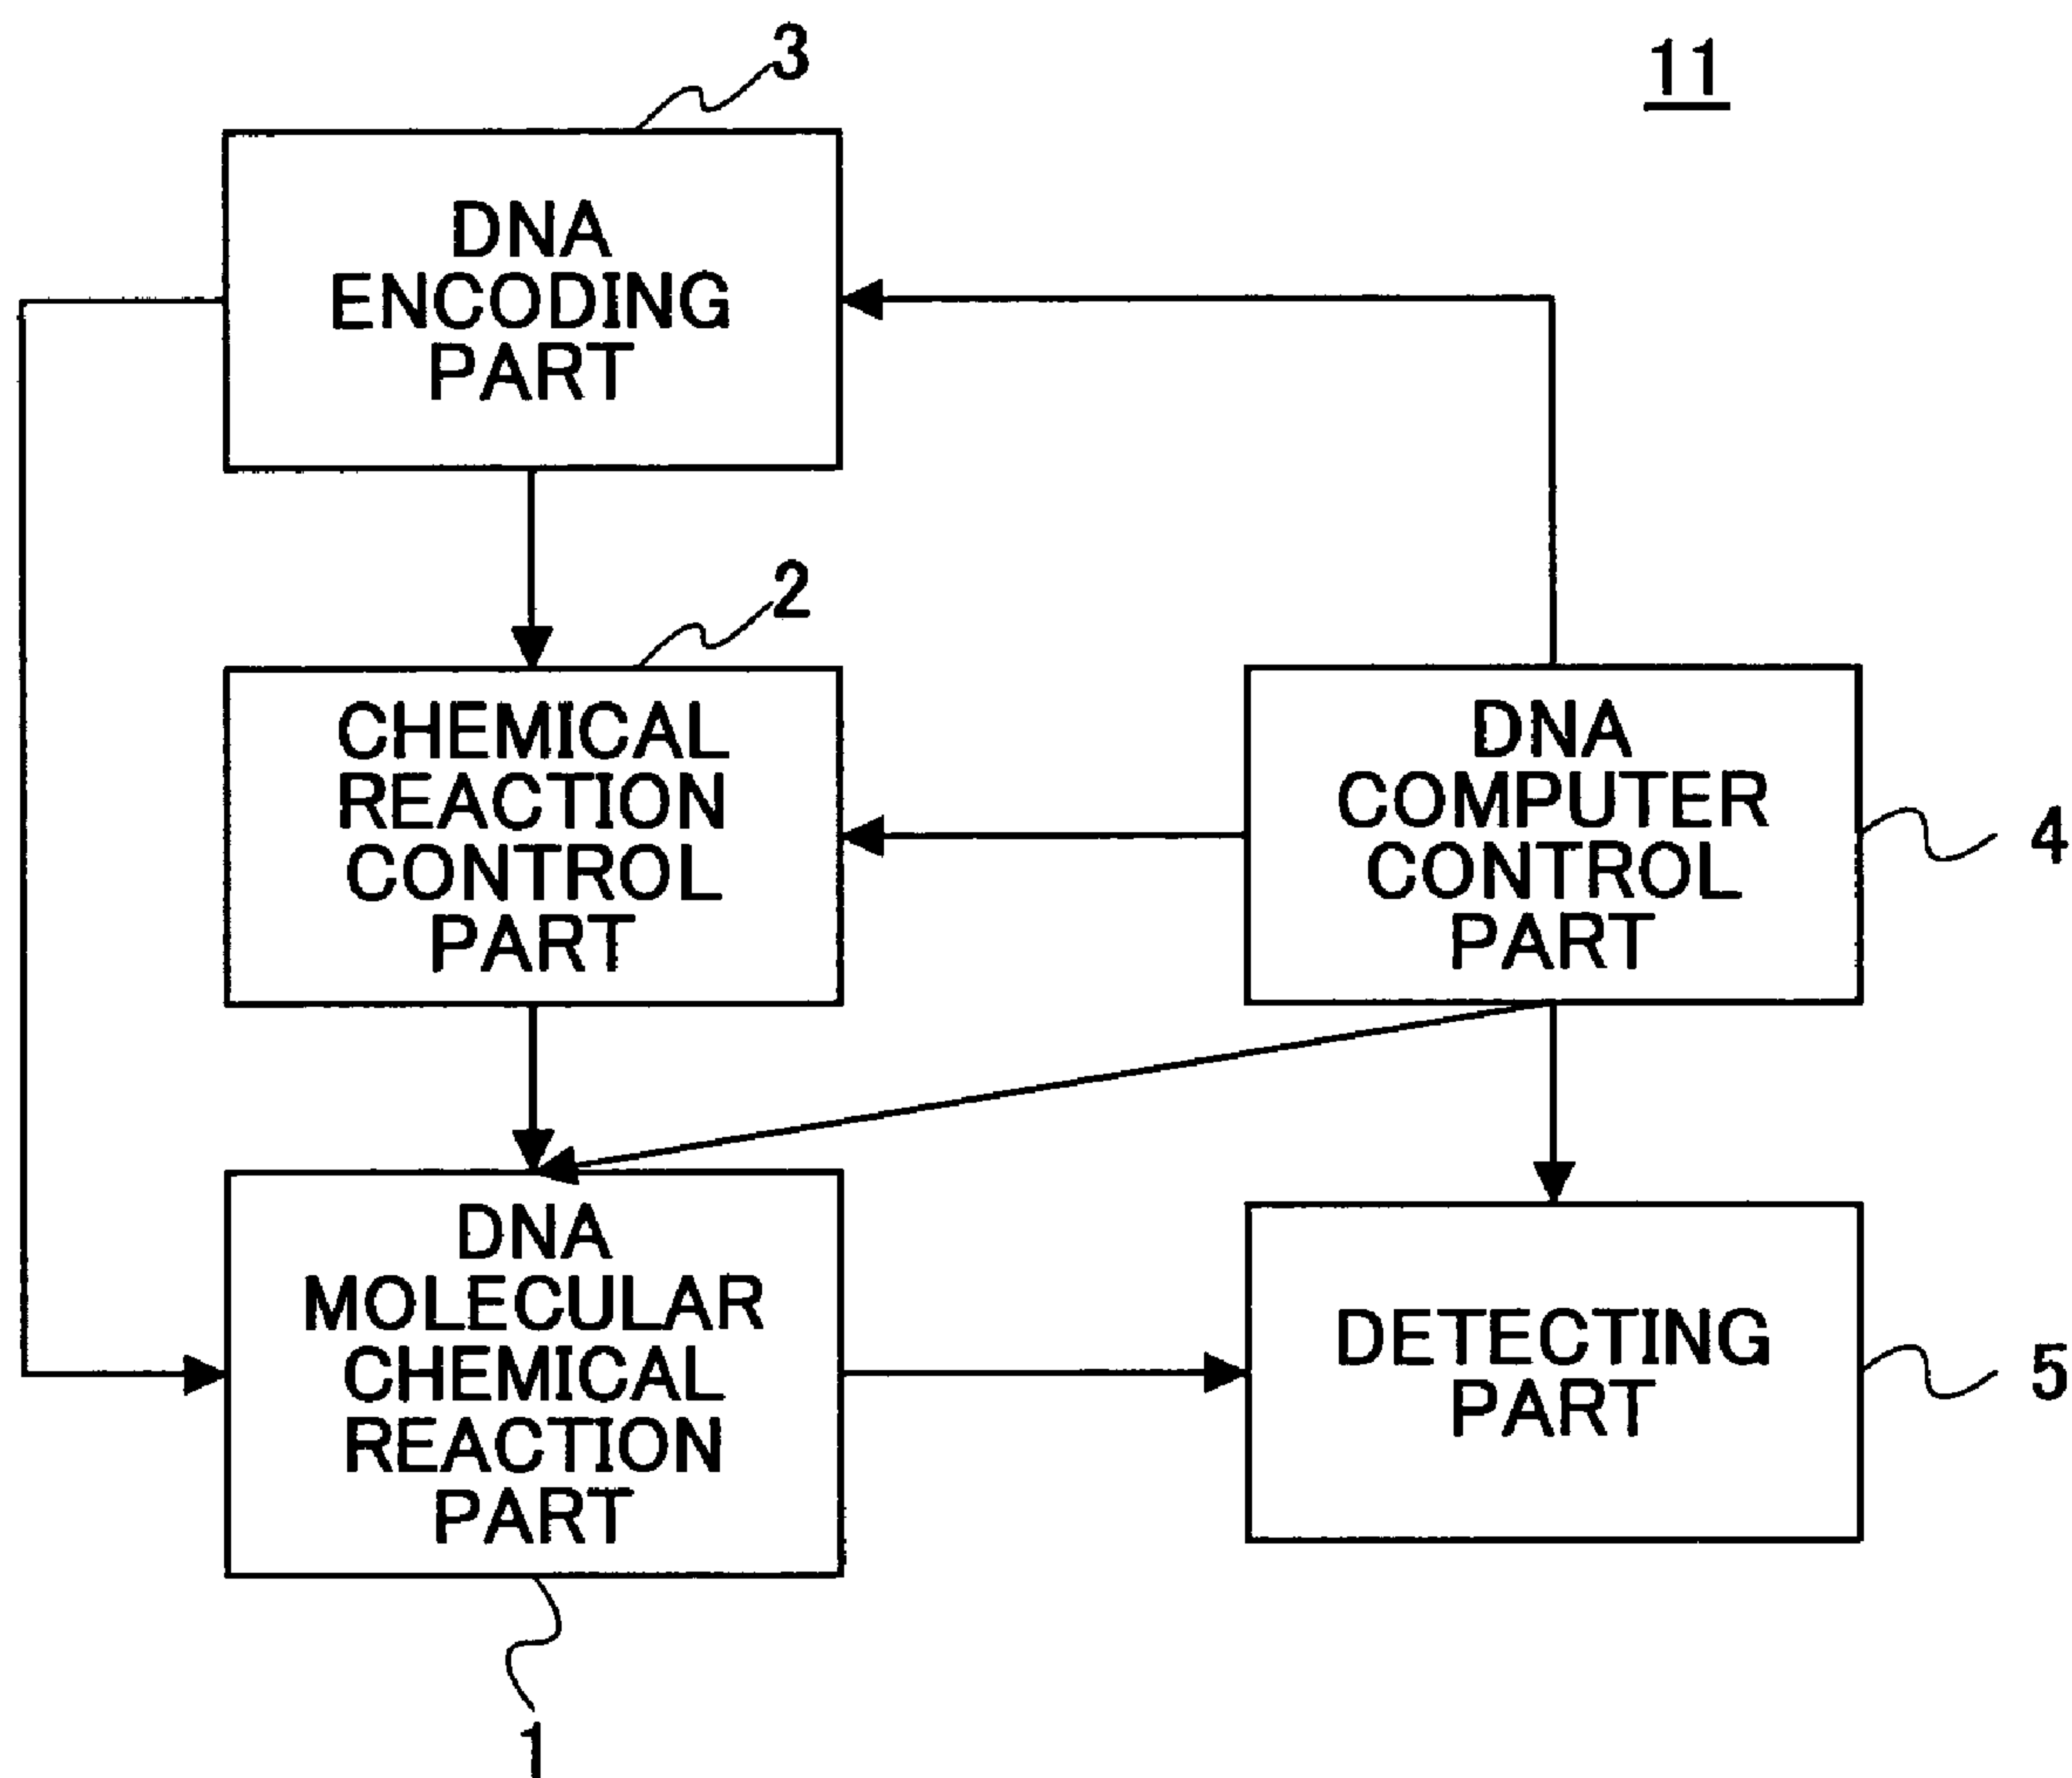 3
11
DNA
ENCODING
PART
2
CHEMICAL
REACTION
CONTROL
PART
DNA
COMPUTER
CONTROL
PART
4
DNA
MOLECULAR
CHEMICAL
REACTION
PART
DETECTING
PART
5
1